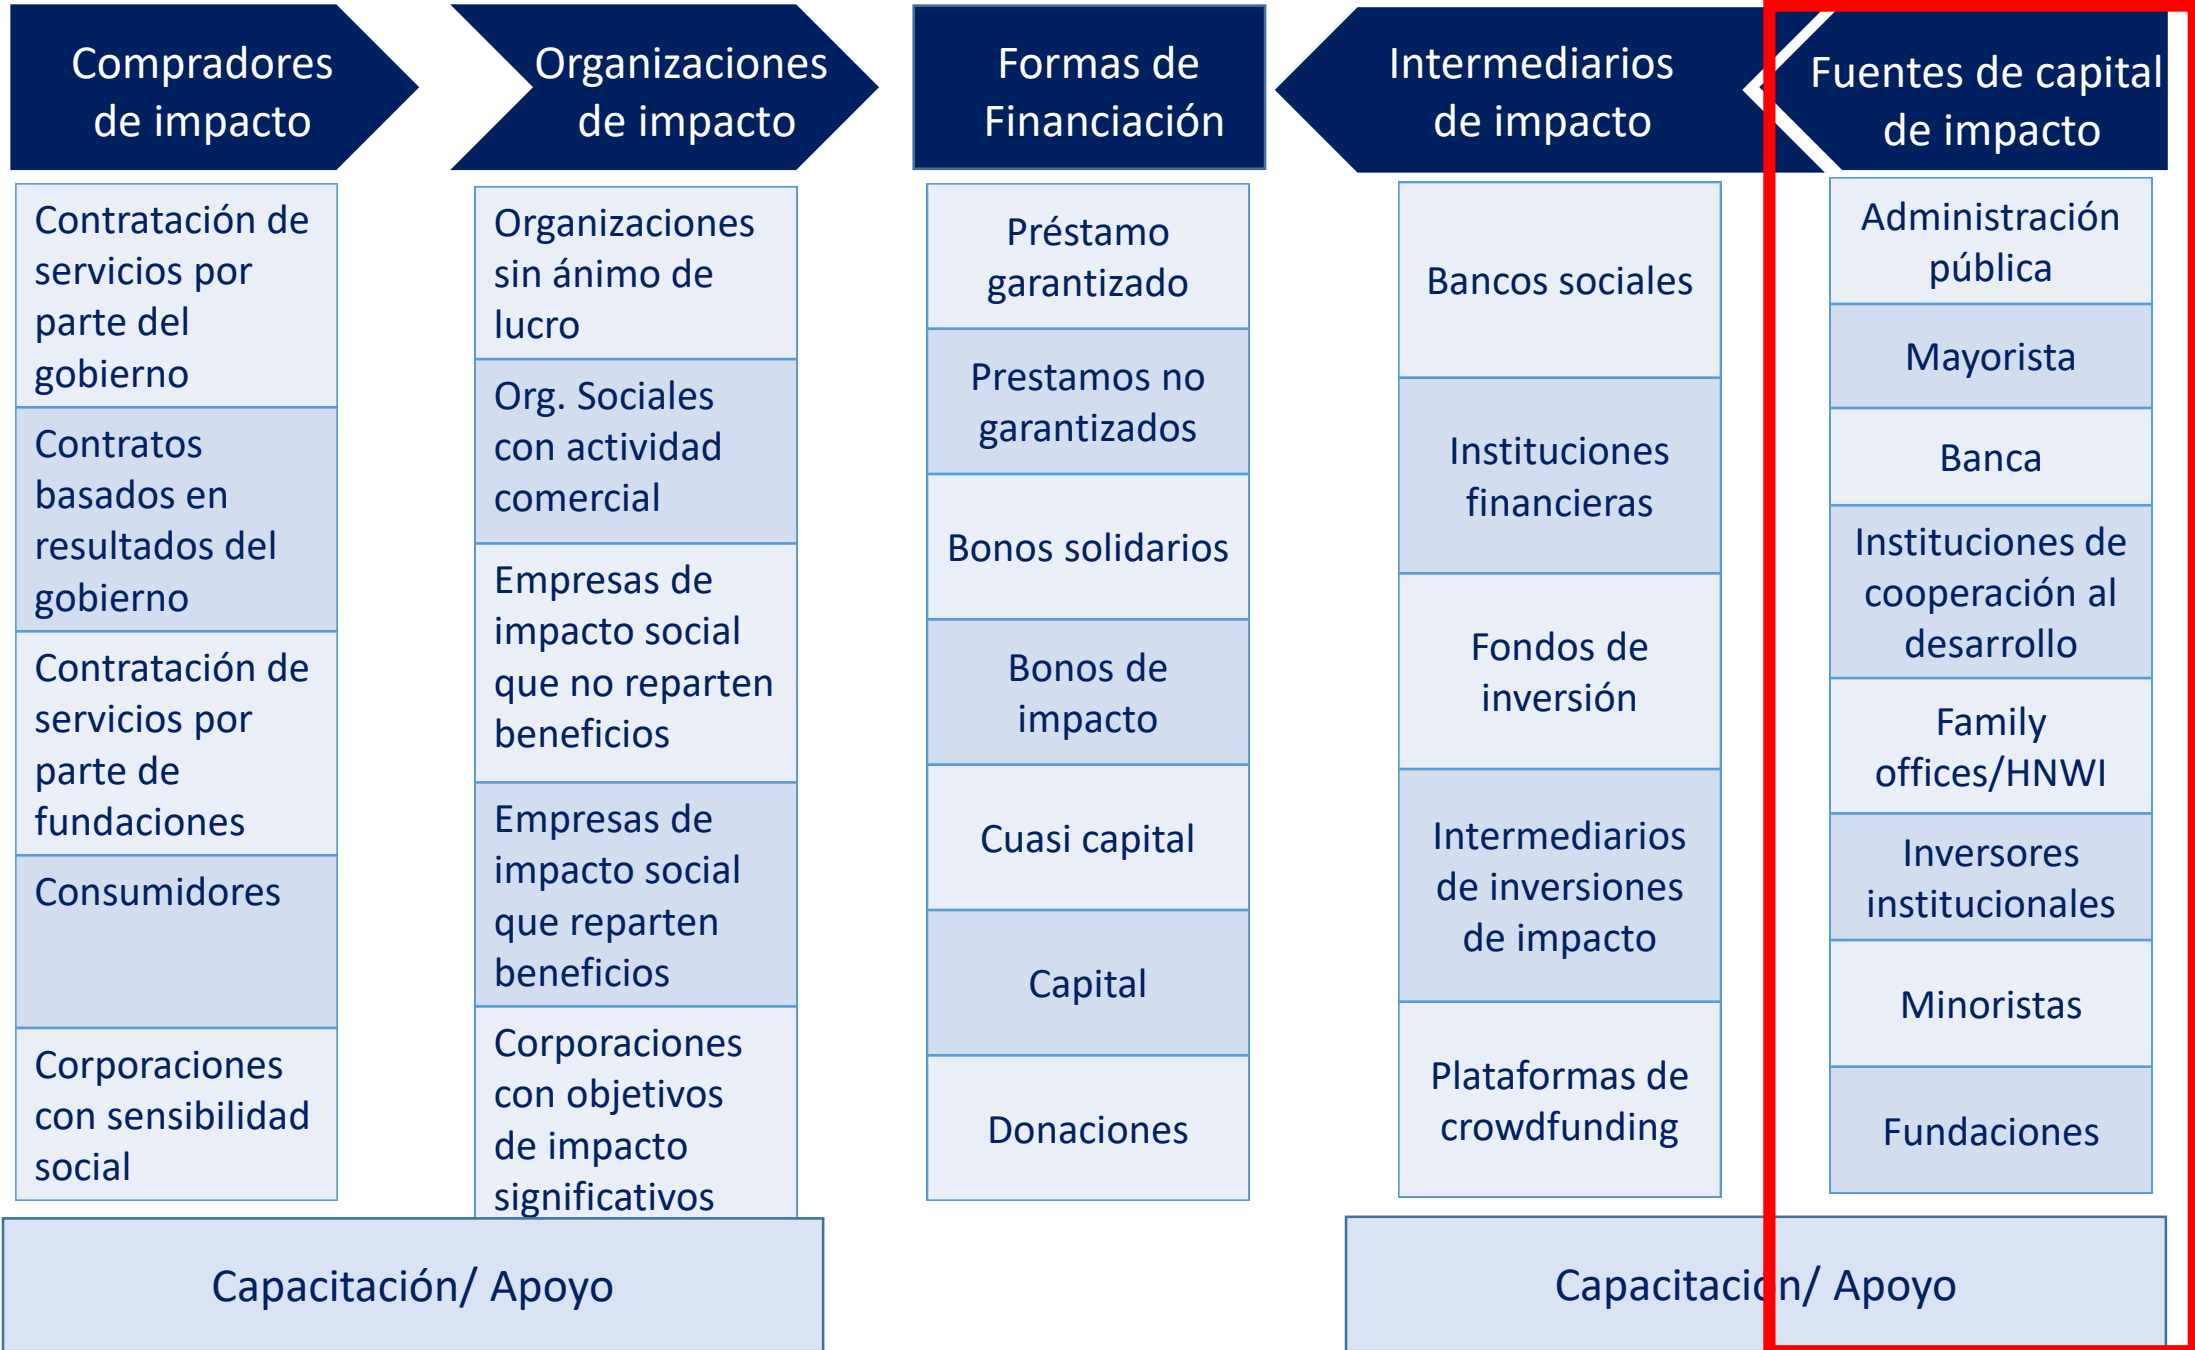 Compradores
de impacto
Contratación de
servicios por
parte del
gobierno
Contratos
basados en
resultados del
gobierno
Contratación de
servicios por
parte de
fundaciones
Consumidores
Corporaciones
con sensibilidad
social
Organizaciones
de impacto
Organizaciones
sin ánimo de
lucro
Org. Sociales
con actividad
comercial
Empresas de
impacto social
que no reparten
beneficios
Empresas de
impacto social
que reparten
beneficios
Corporaciones
con objetivos
de impacto
significativos
Capacitación/ Apoyo
Formas de
Financiación
Préstamo
garantizado
Prestamos no
garantizados
Bonos solidarios
Bonos de
impacto
Cuasi capital
Capital
Donaciones
Intermediarios
de impacto
Bancos sociales
Instituciones
financieras
Fondos de
inversión
Intermediarios
de inversiones
de impacto
Plataformas de
crowdfunding
Fuentes de capital
de impacto
Administración
pública
Mayorista
Banca
Instituciones de
cooperación al
desarrollo
Family
offices/HNWI
Inversores
institucionales
Minoristas
Fundaciones
Capacitación/ Apoyo